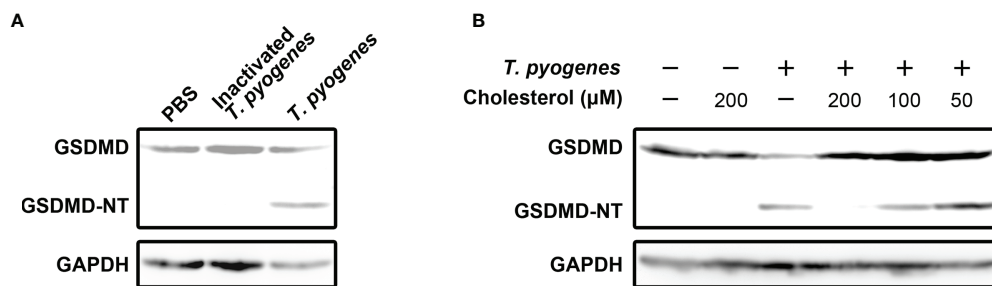 A
PBS
Inactivated
T. pyogenes
T. pyogenes
GSDMD
GSDMD-NT
GAPDH
B
T. pyogenes − − + + + +
Cholesterol (µM) − 200 − 200 100 50
GSDMD
GSDMD-NT
GAPDH